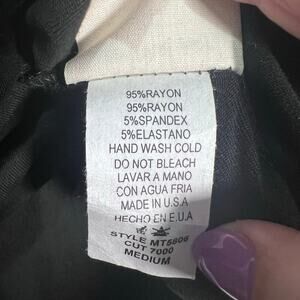 95%RAYON
95%RAYON
5%SPANDEX
5%ELASTANO
HAND WASH COLD
DO NOT BLEACH
LAVAR A MANO
CON AGUA FRIA
MADE IN U.S.A
HECHO EN E.U.A
STYLE MT5806
CUT 7000
MEDIUM